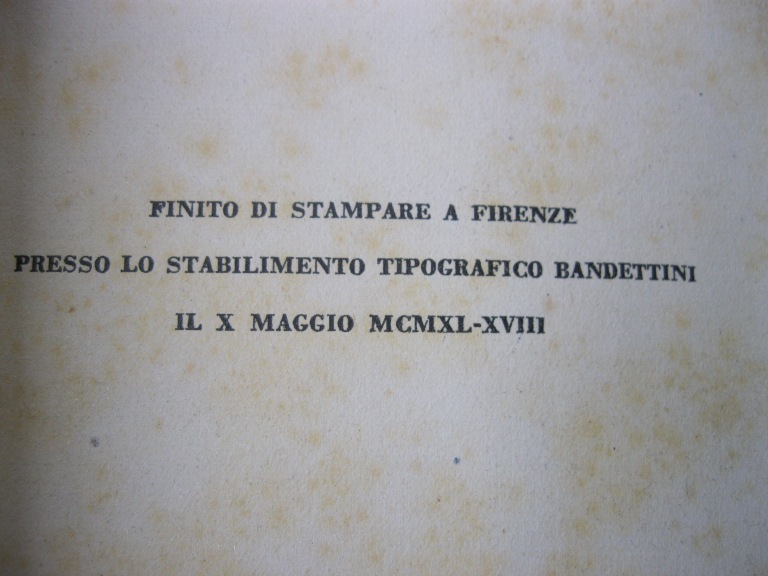 FINITO DI STAMPARE A FIRENZE
PRESSO LO STABILIMENTO TIPOGRAFICO BANDETTINI
IL X MAGGIO MCMXL-XVIII